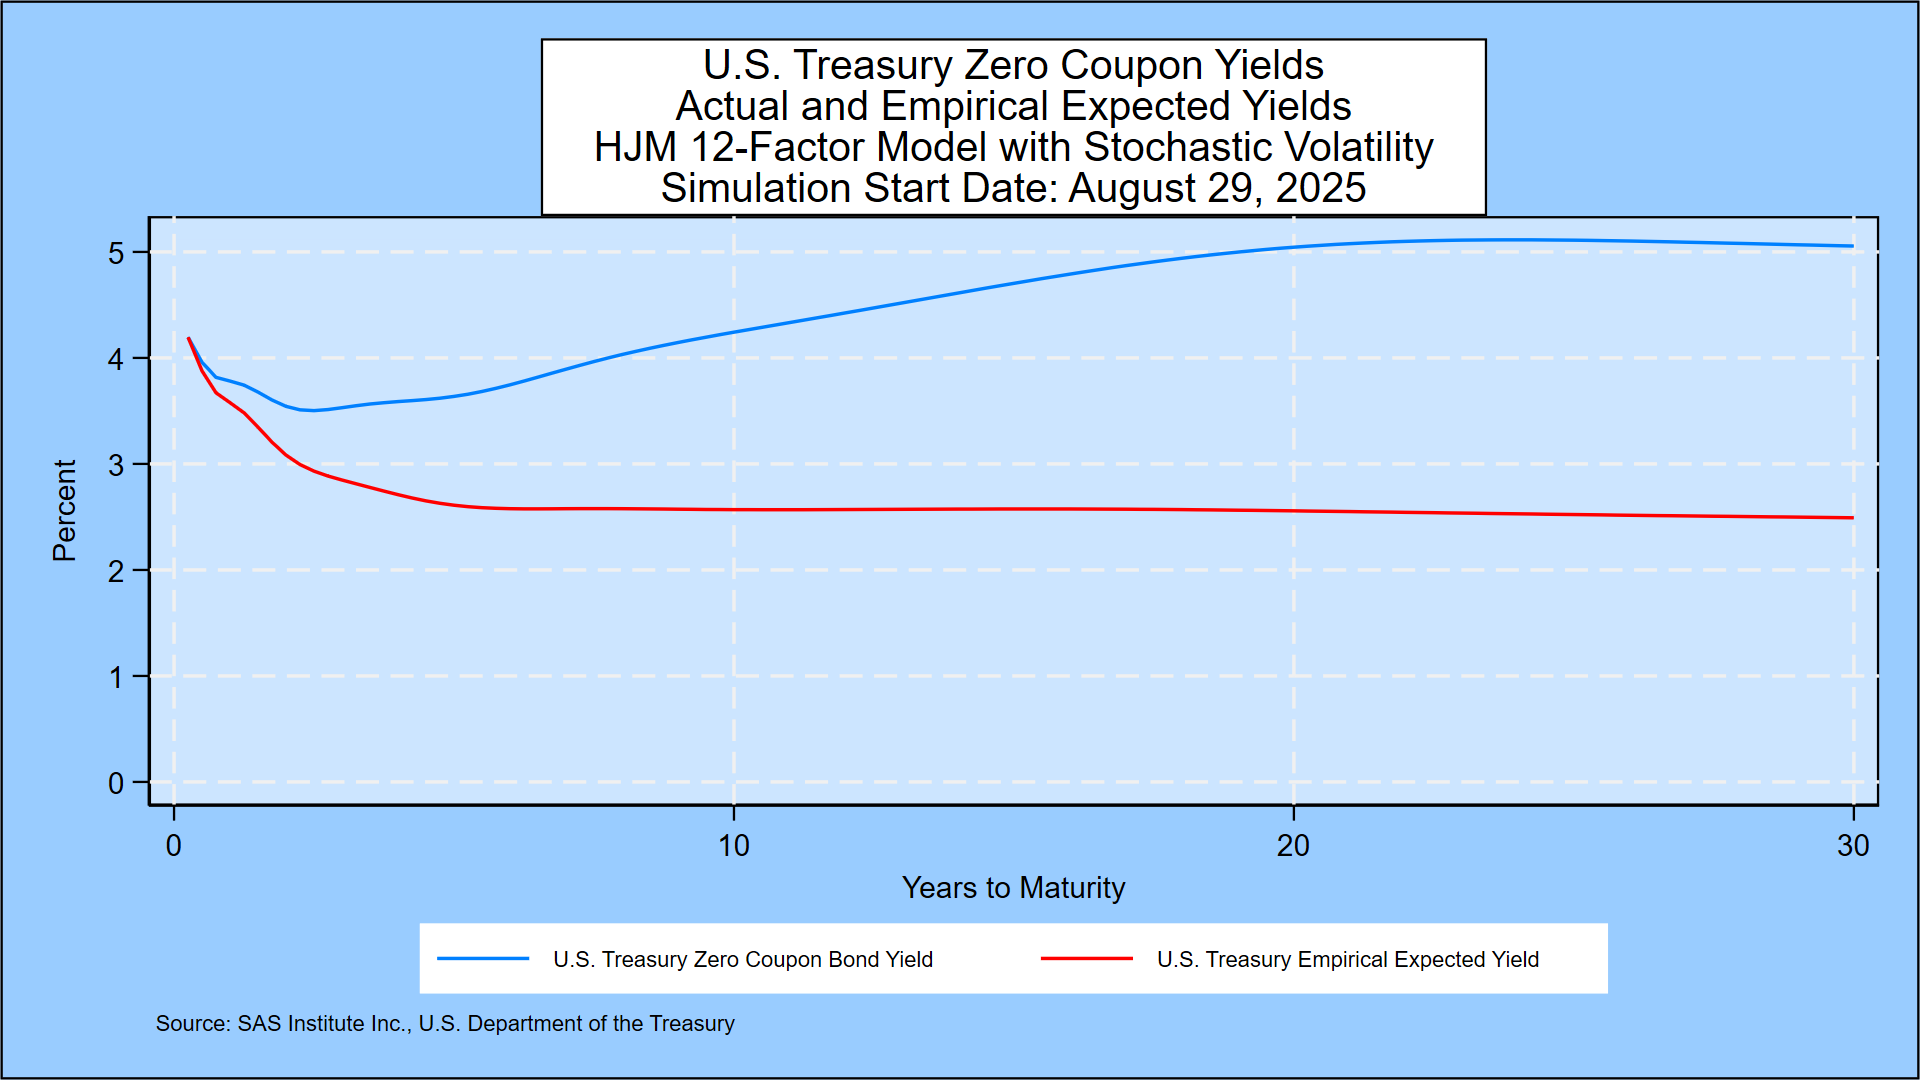 U.S. Treasury Zero Coupon Yields
Actual and Empirical Expected Yields
HJM 12-Factor Model with Stochastic Volatility
Simulation Start Date: August 29, 2025
5
4
3
2
1
0
Percent
0 10 20 30
Years to Maturity
U.S. Treasury Zero Coupon Bond Yield U.S. Treasury Empirical Expected Yield
Source: SAS Institute Inc., U.S. Department of the Treasury